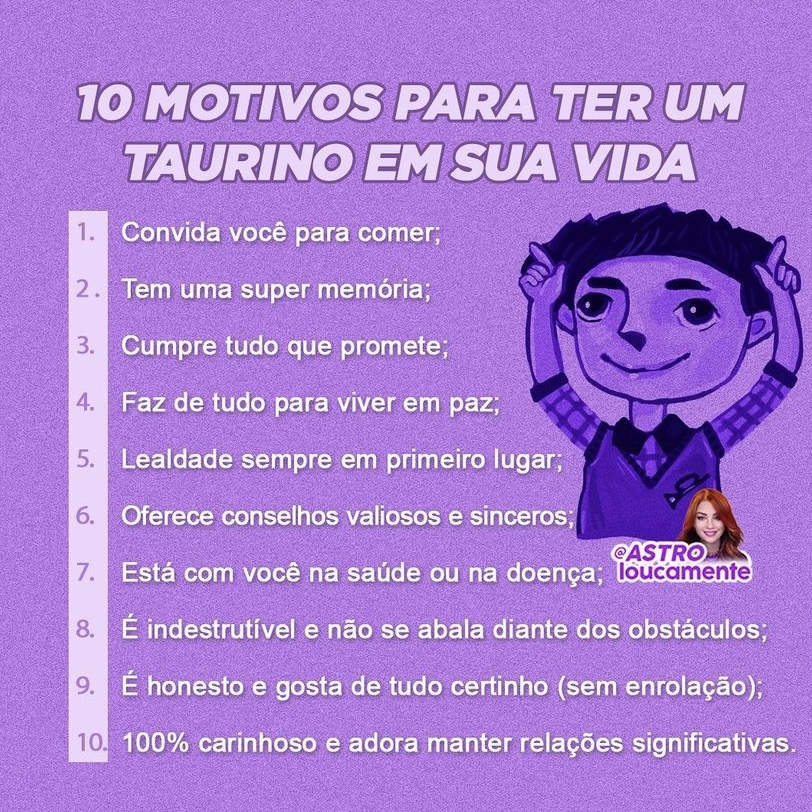 10 MOTIVOS PARA TER UM
TAURINO EM SUA VIDA
1. Convida você para comer;
2. Tem uma super memória;
3. Cumpre tudo que promete;
4. Faz de tudo para viver em paz;
5. Lealdade sempre em primeiro lugar;
6. Oferece conselhos valiosos e sinceros;
7. Está com você na saúde ou na doença;
@ASTRO
loucamente
8. É indestrutível e não se abala diante dos obstáculos;
9. É honesto e gosta de tudo certinho (sem enrolação);
10. 100% carinhoso e adora manter relações significativas.